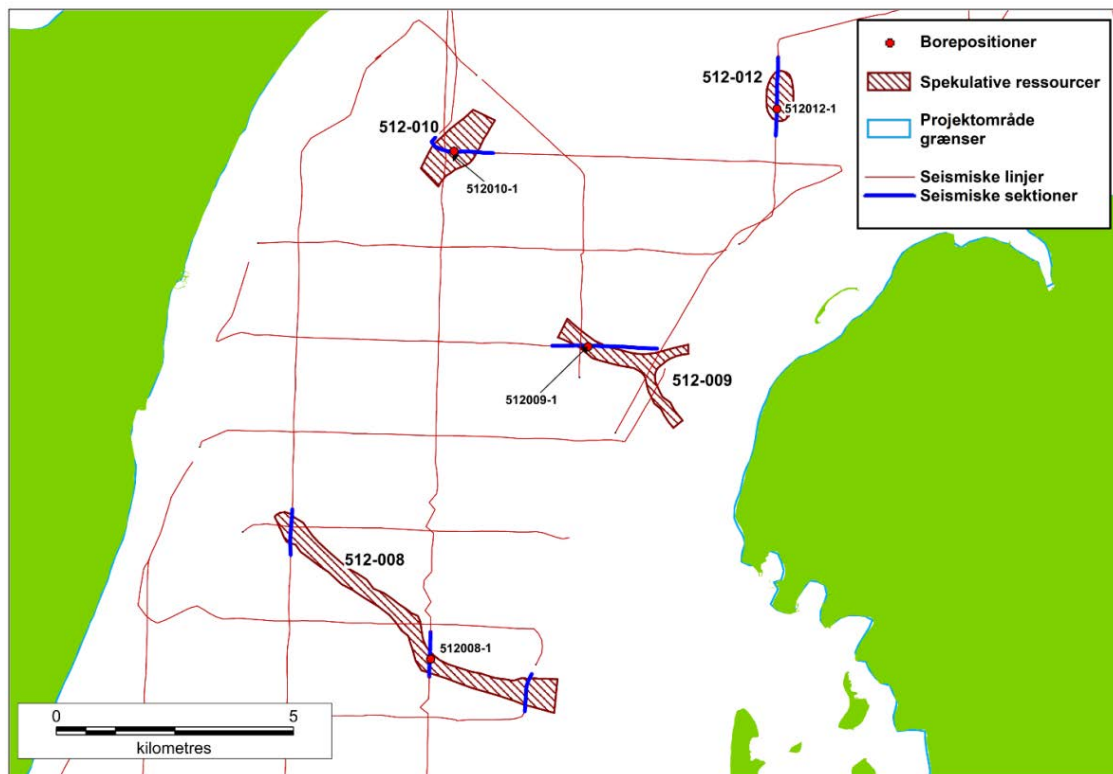 Borepositioner
Spekulative ressourcer
Projektområde
grænser
Seismiske linjer
Seismiske sektioner
512-012
512012-1
512-010
512010-1
512-009
512009-1
512-008
512008-1
0
5
kilometres